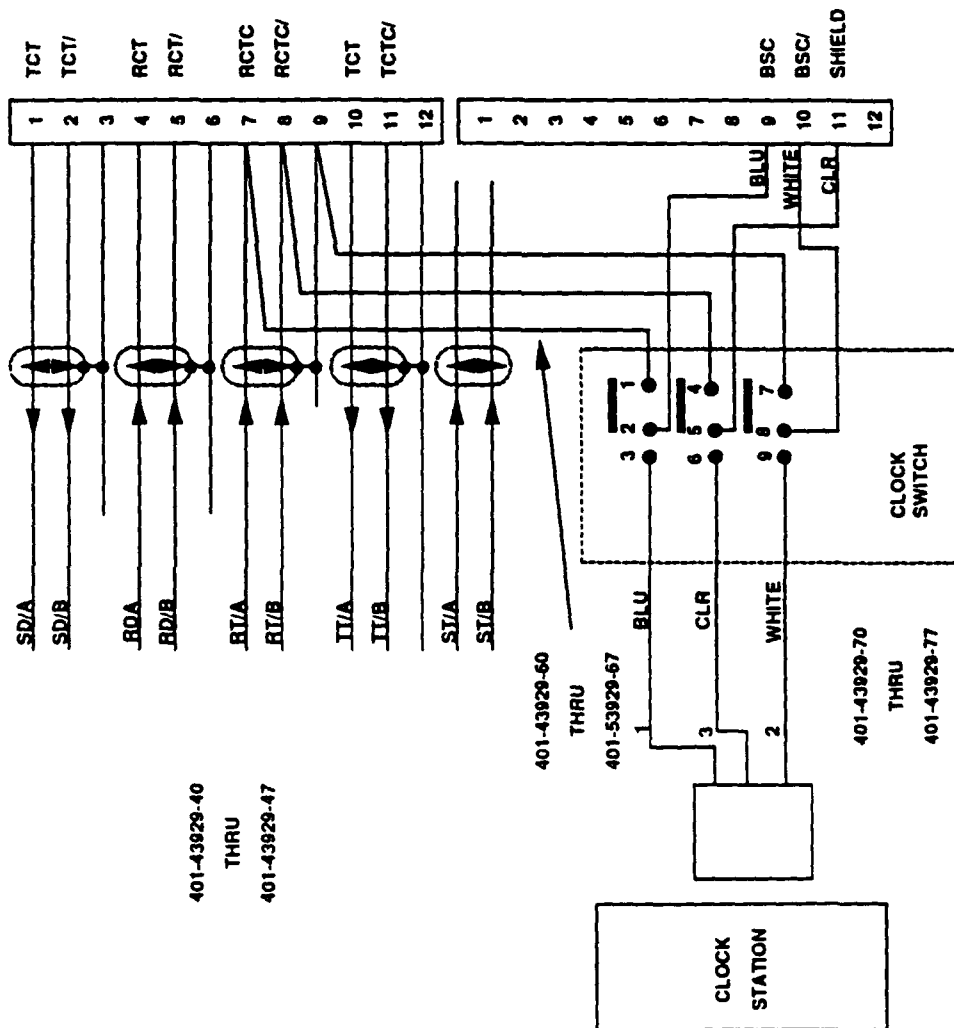 TCT
TCT/
RCT
RCT/
RCTC
RCTC/
TCT
TCTC/
1
2
3
4
5
6
7
8
9
10
11
12
BSC
BSC/
SHIELD
1
2
3
4
5
6
7
8
9
10
11
12
BLU
WHITE
CLR
SD/A
SD/B
RDA
RD/B
RT/A
RT/B
TT/A
TT/B
ST/A
ST/B
3 2 1
6 5 4
9 8 7
CLOCK
SWITCH
BLU
CLR
WHITE
401-43929-60
THRU
401-53929-67
401-43929-70
THRU
401-43929-77
401-43929-40
THRU
401-43929-47
1
3
2
CLOCK
STATION